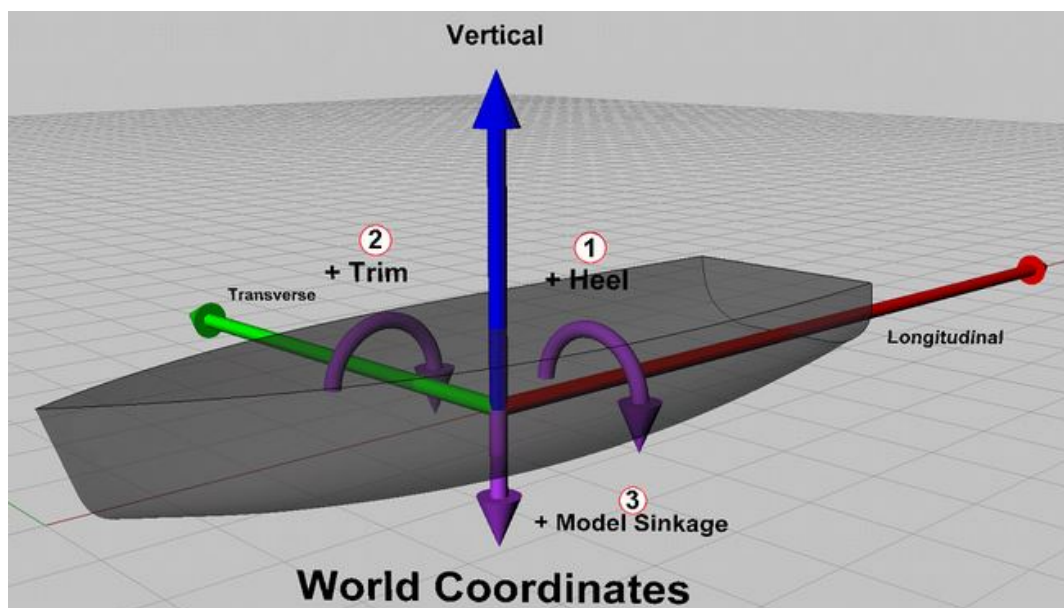 Vertical
2
1
+ Trim
+ Heel
Transverse
Longitudinal
3
+ Model Sinkage
World Coordinates